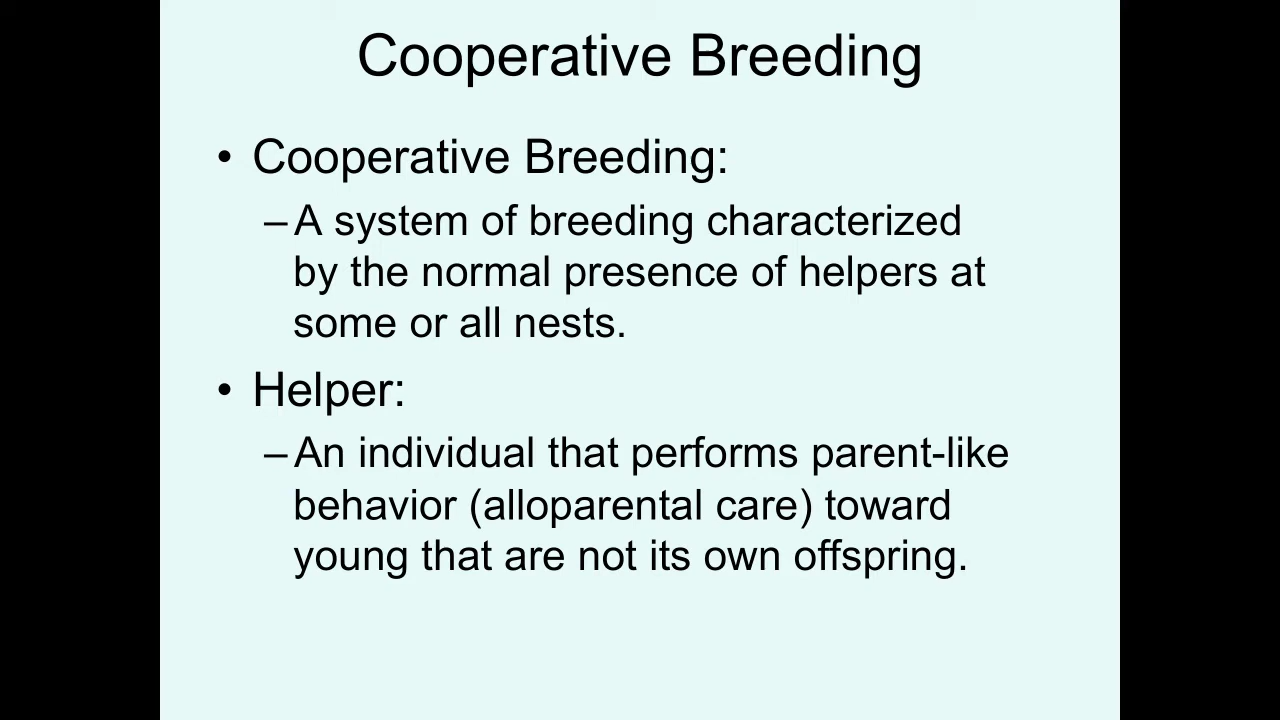 Cooperative Breeding
• Cooperative Breeding:
–A system of breeding characterized
by the normal presence of helpers at
some or all nests.
• Helper:
–An individual that performs parent-like
behavior (alloparental care) toward
young that are not its own offspring.